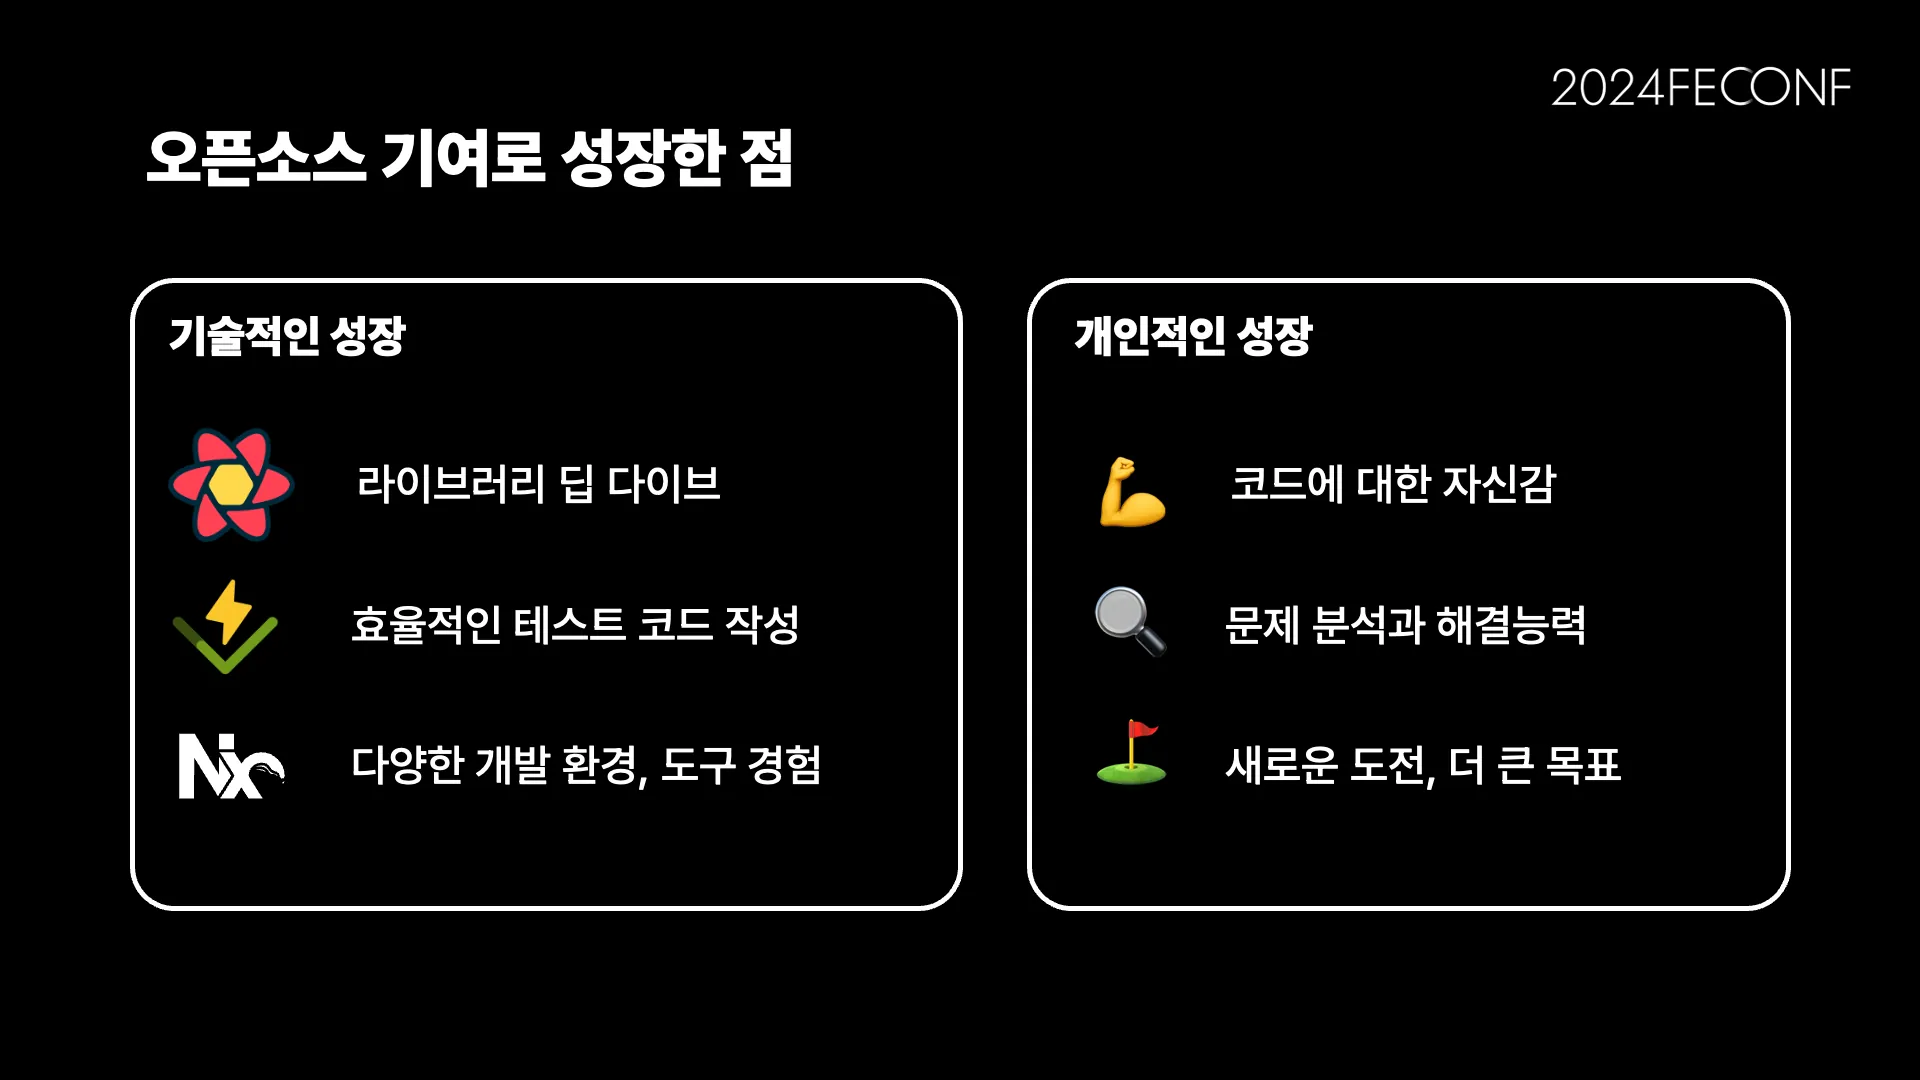 2024FECONF
오픈소스 기여로 성장한 점
기술적인 성장
라이브러리 딥 다이브
효율적인 테스트 코드 작성
Nx
다양한 개발 환경, 도구 경험
개인적인 성장
코드에 대한 자신감
문제 분석과 해결능력
새로운 도전, 더 큰 목표